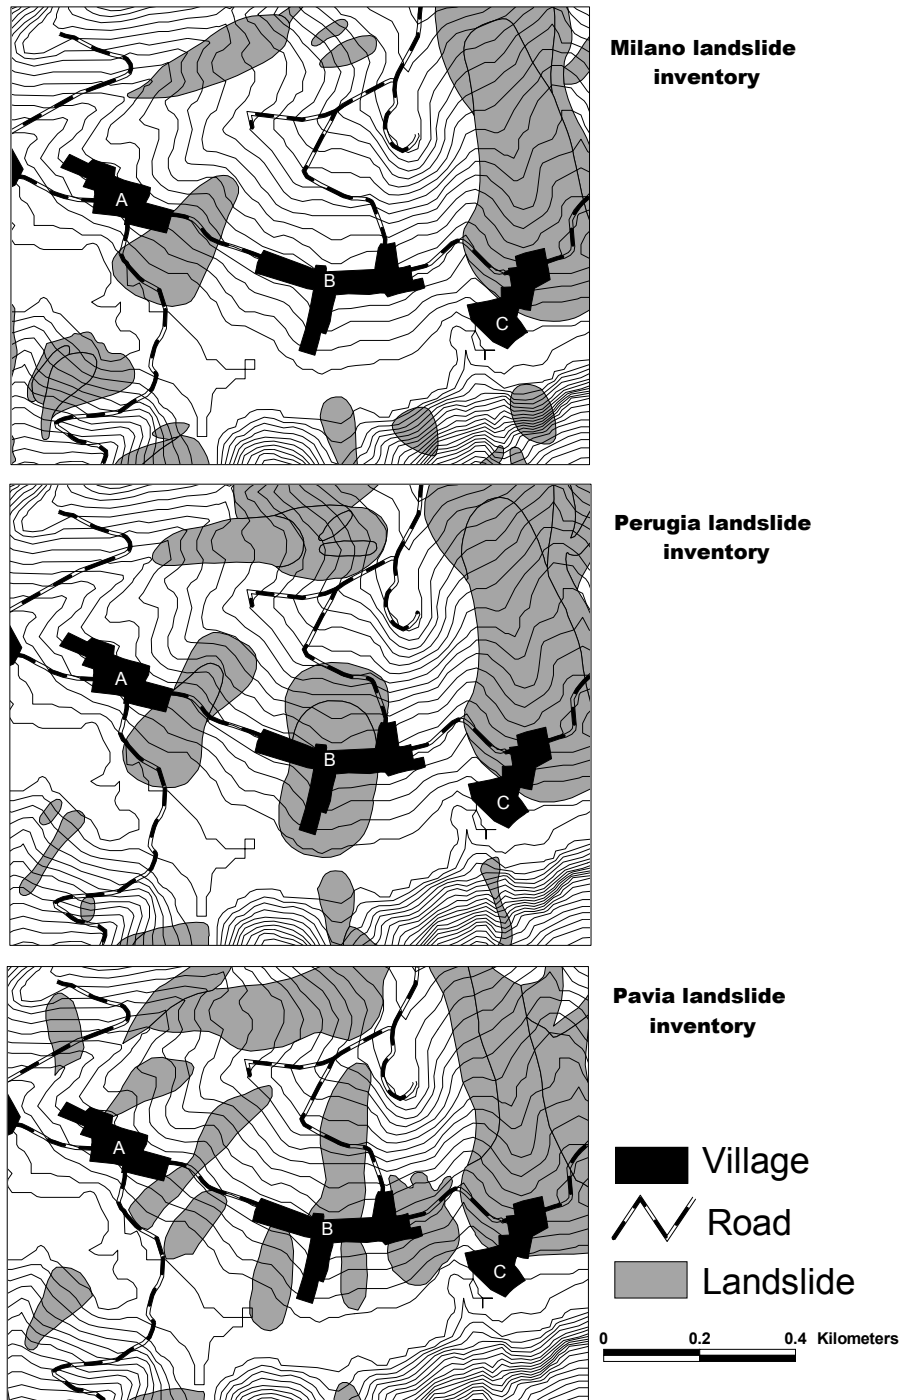 Milano landslide
inventory
A
B
C
Perugia landslide
inventory
A
B
C
Pavia landslide
inventory
A
B
C
Village
Road
Landslide
0 0.2 0.4 Kilometers